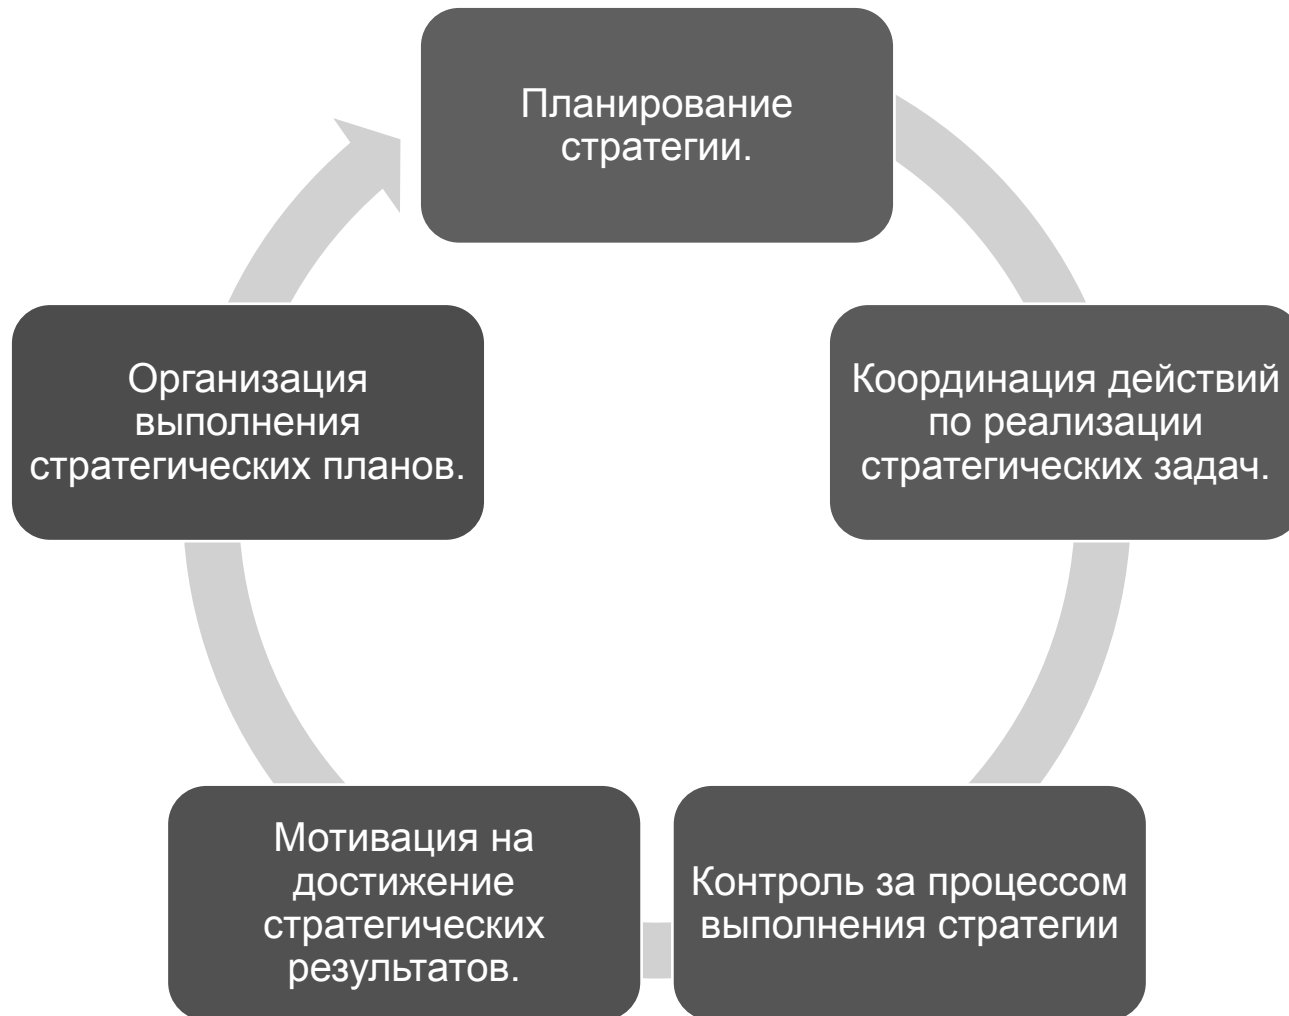 Планирование
стратегии.
Координация действий
по реализации
стратегических задач.
Контроль за процессом
выполнения стратегии
Мотивация на
достижение
стратегических
результатов.
Организация
выполнения
стратегических планов.